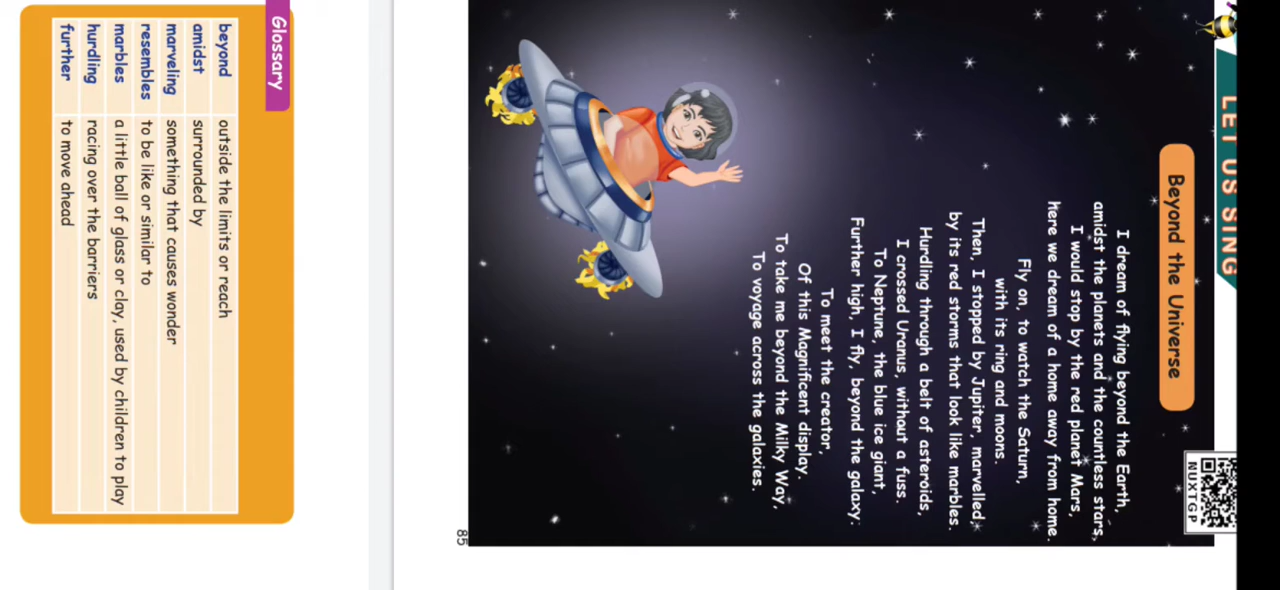 LET US SING
Beyond the Universe
NUXTGP
I dream of flying beyond the Earth,
amidst the planets and the countless stars,
I would stop by the red planet Mars,
here we dream of a home away from home.
Fly on, to watch the Saturn,
with its ring and moons.
Then, I stopped by Jupiter, marvelled,
by its red storms that look like marbles.
Hurdling through a belt of asteroids,
I crossed Uranus, without a fuss.
To Neptune, the blue ice giant,
Further high, I fly, beyond the galaxy.
To meet the creator,
Of this Magnificent display.
To take me beyond the Milky Way,
To voyage across the galaxies.
85
Glossary
beyond outside the limits or reach
amidst surrounded by
marveling something that causes wonder
resembles to be like or similar to
marbles a little ball of glass or clay, used by children to play
hurdling racing over the barriers
further to move ahead